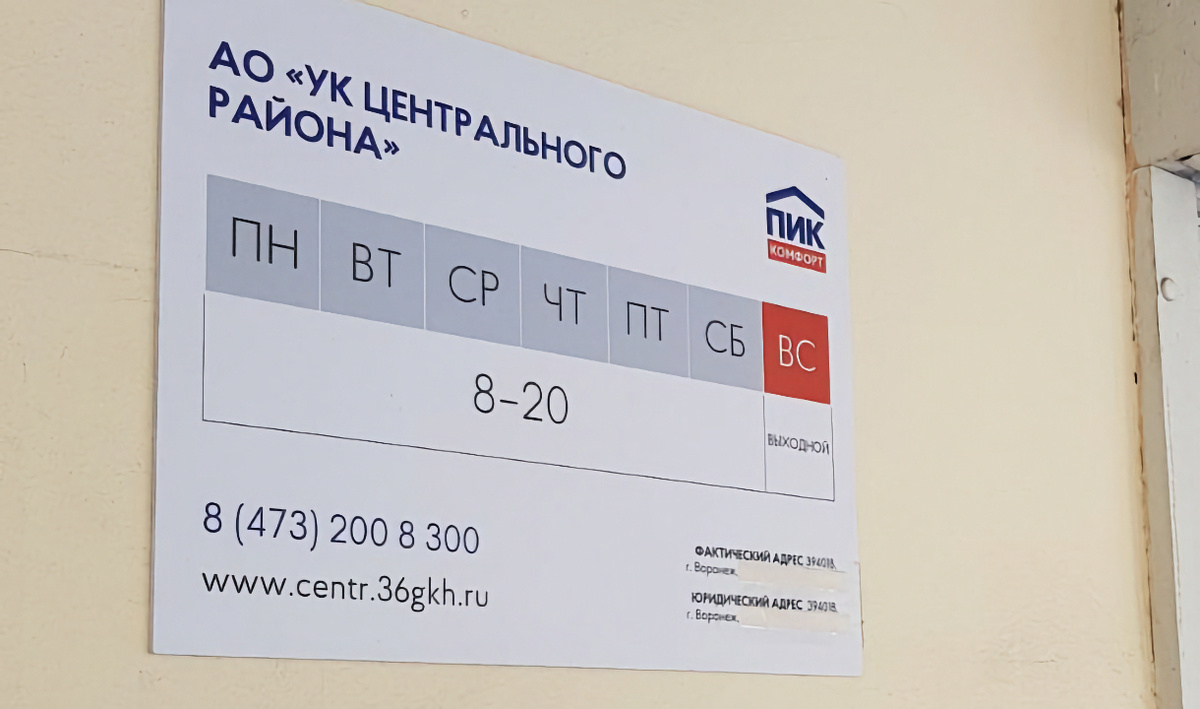 АО «УК ЦЕНТРАЛЬНОГО
РАЙОНА»
ПИК
КОМФОРТ
ПН ВТ СР ЧТ ПТ СБ ВС
8–20 ВЫХОДНОЙ
8 (473) 200 8 300
www.centr.36gkh.ru
ФАКТИЧЕСКИЙ АДРЕС 394018,
г. Воронеж,
ЮРИДИЧЕСКИЙ АДРЕС 394018,
г. Воронеж,